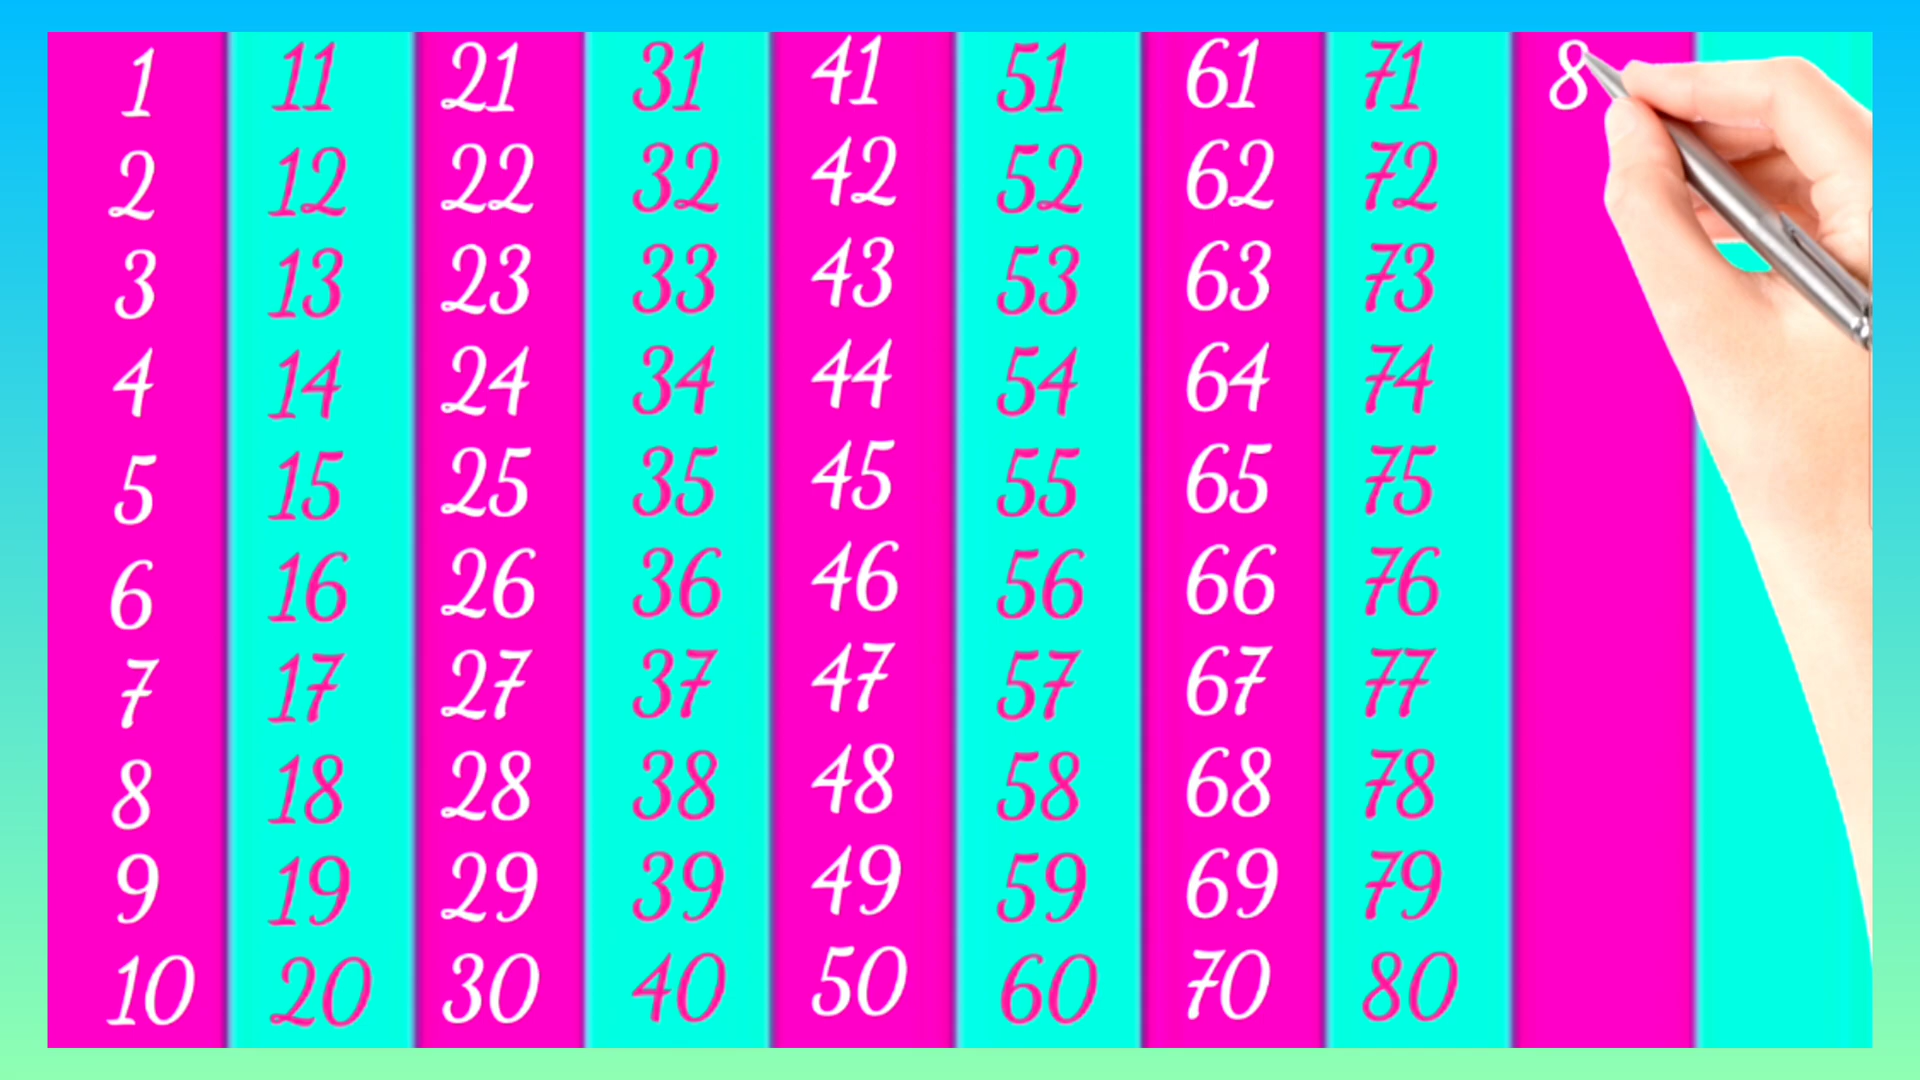 1 11 21 31 41 51 61 71 8
2 12 22 32 42 52 62 72
3 13 23 33 43 53 63 73
4 14 24 34 44 54 64 74
5 15 25 35 45 55 65 75
6 16 26 36 46 56 66 76
7 17 27 37 47 57 67 77
8 18 28 38 48 58 68 78
9 19 29 39 49 59 69 79
10 20 30 40 50 60 70 80